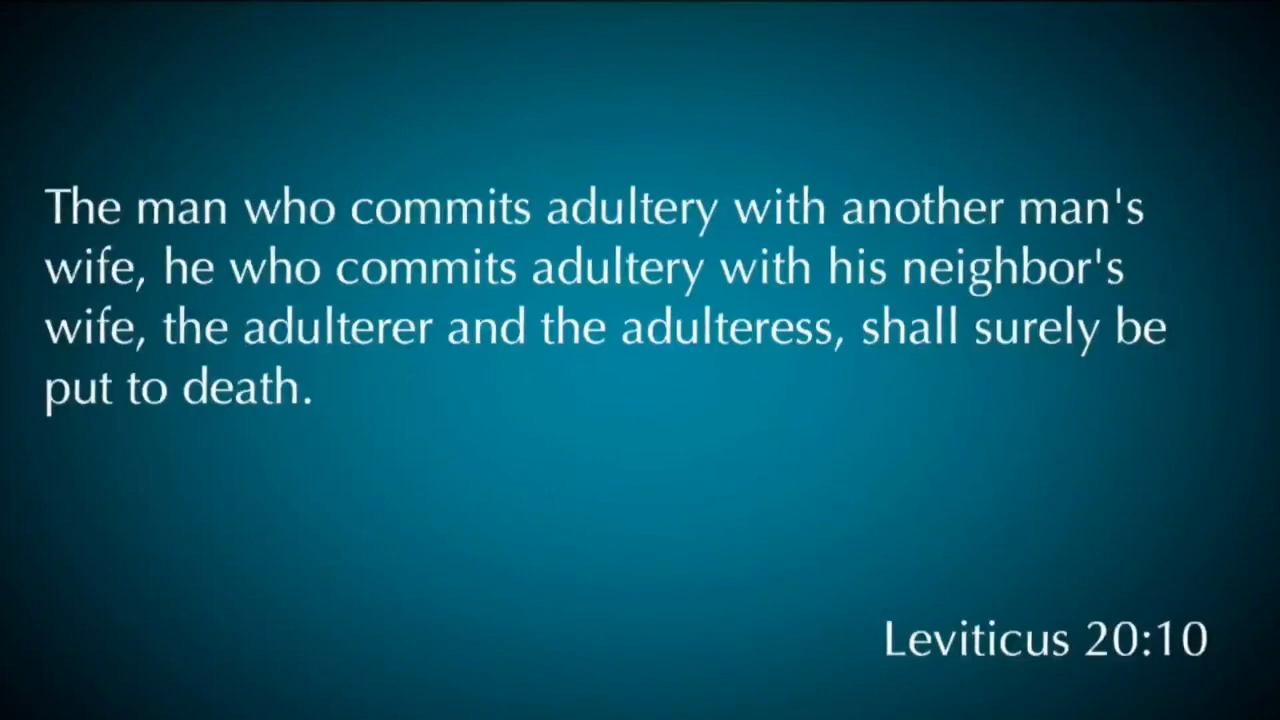 The man who commits adultery with another man's
wife, he who commits adultery with his neighbor's
wife, the adulterer and the adulteress, shall surely be
put to death.
Leviticus 20:10